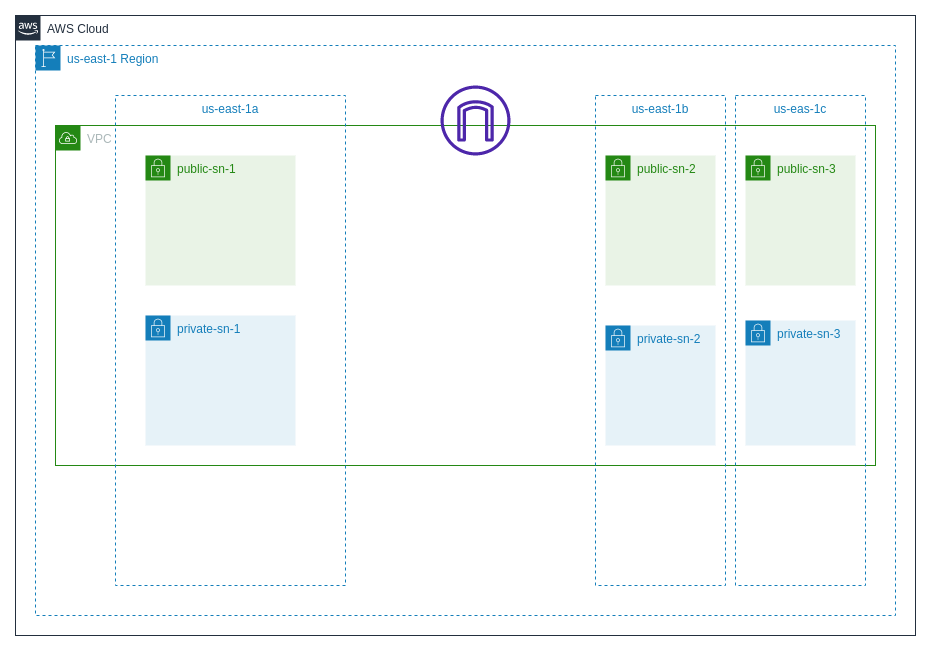 aws
AWS Cloud
us-east-1 Region
us-east-1a
us-east-1b
us-eas-1c
VPC
public-sn-1
public-sn-2
public-sn-3
private-sn-1
private-sn-2
private-sn-3